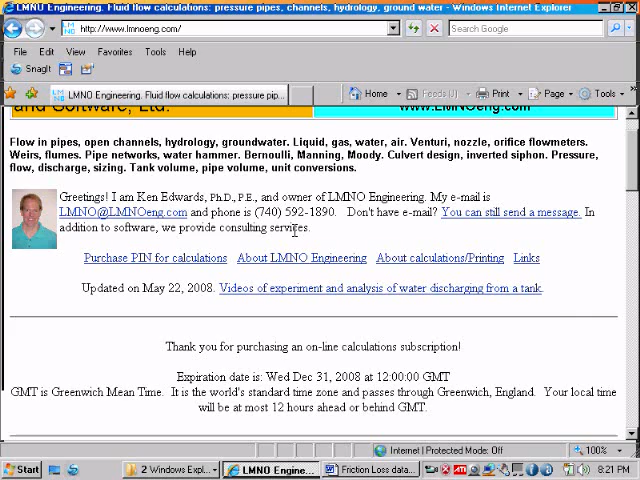 LMNO Engineering. Fluid flow calculations: pressure pipes, channels, hydrology, ground water - Windows Internet Explorer
http://www.lmnoeng.com/
Search Google
File Edit View Favorites Tools Help
SnagIt
LMNO Engineering. Fluid flow calculations: pressure pip...
Home Feeds (J) Print Page Tools
and Software, Ltd. www.LMNOeng.com
Flow in pipes, open channels, hydrology, groundwater. Liquid, gas, water, air. Venturi, nozzle, orifice flowmeters.
Weirs, flumes. Pipe networks, water hammer. Bernoulli, Manning, Moody. Culvert design, inverted siphon. Pressure,
flow, discharge, sizing. Tank volume, pipe volume, unit conversions.
Greetings! I am Ken Edwards, Ph.D., P.E., and owner of LMNO Engineering. My e-mail is
LMNO@LMNOeng.com and phone is (740) 592-1890. Don't have e-mail? You can still send a message. In
addition to software, we provide consulting services.
Purchase PIN for calculations About LMNO Engineering About calculations/Printing Links
Updated on May 22, 2008. Videos of experiment and analysis of water discharging from a tank.
Thank you for purchasing an on-line calculations subscription!
Expiration date is: Wed Dec 31, 2008 at 12:00:00 GMT
GMT is Greenwich Mean Time. It is the world's standard time zone and passes through Greenwich, England. Your local time
will be at most 12 hours ahead or behind GMT.
Internet | Protected Mode: Off 100%
Start 2 Windows Expl... LMNO Engine... Friction Loss dat... 8:21 PM